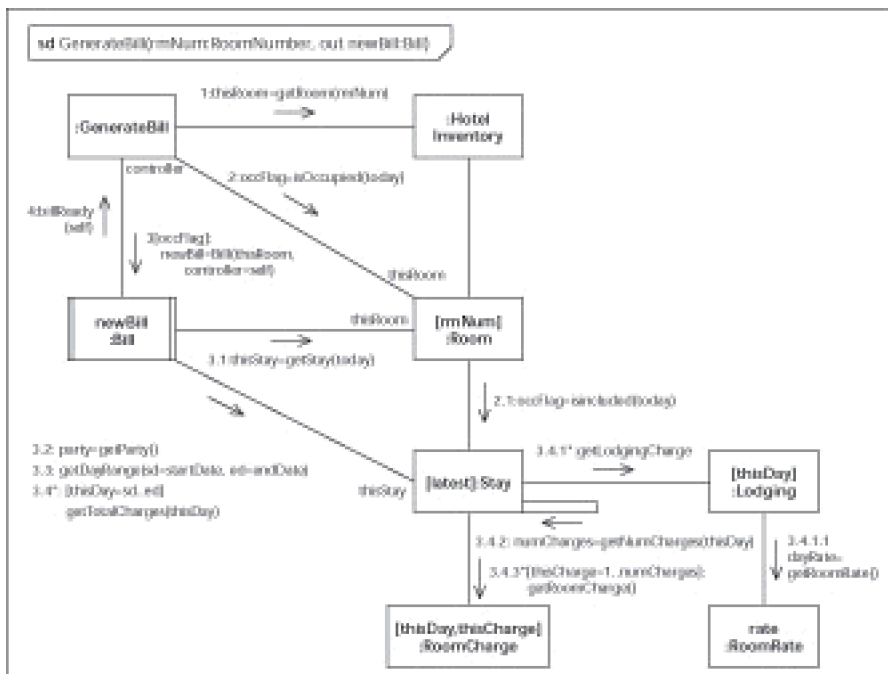 sd GenerateBill(rmNum:RoomNumber, out newBill:Bill)
1:thisRoom=getRoom(rmNum)
:GenerateBill
:Hotel
Inventory
controller
2:occFlag=isOccupied(today)
4:billReady
(self)
3[occFlag]:
newBill=Bill(thisRoom,
controller=self)
thisRoom
newBill
:Bill
thisRoom
[rmNum]
:Room
3.1:thisStay=getStay(today)
2.1:occFlag=isIncluded(today)
3.2: party=getParty()
3.3: getDayRange(sd=startDate, ed=endDate)
3.4*: [thisDay=sd..ed]
getTotalCharges(thisDay)
thisStay
[latest]:Stay
3.4.1*:getLodgingCharge
[thisDay]
:Lodging
3.4.2: numCharges=getNumCharges(thisDay)
3.4.3*[thisCharge=1..numCharges]:
getRoomCharge()
3.4.1.1
dayRate=
getRoomRate()
[thisDay,thisCharge]
:RoomCharge
rate
:RoomRate